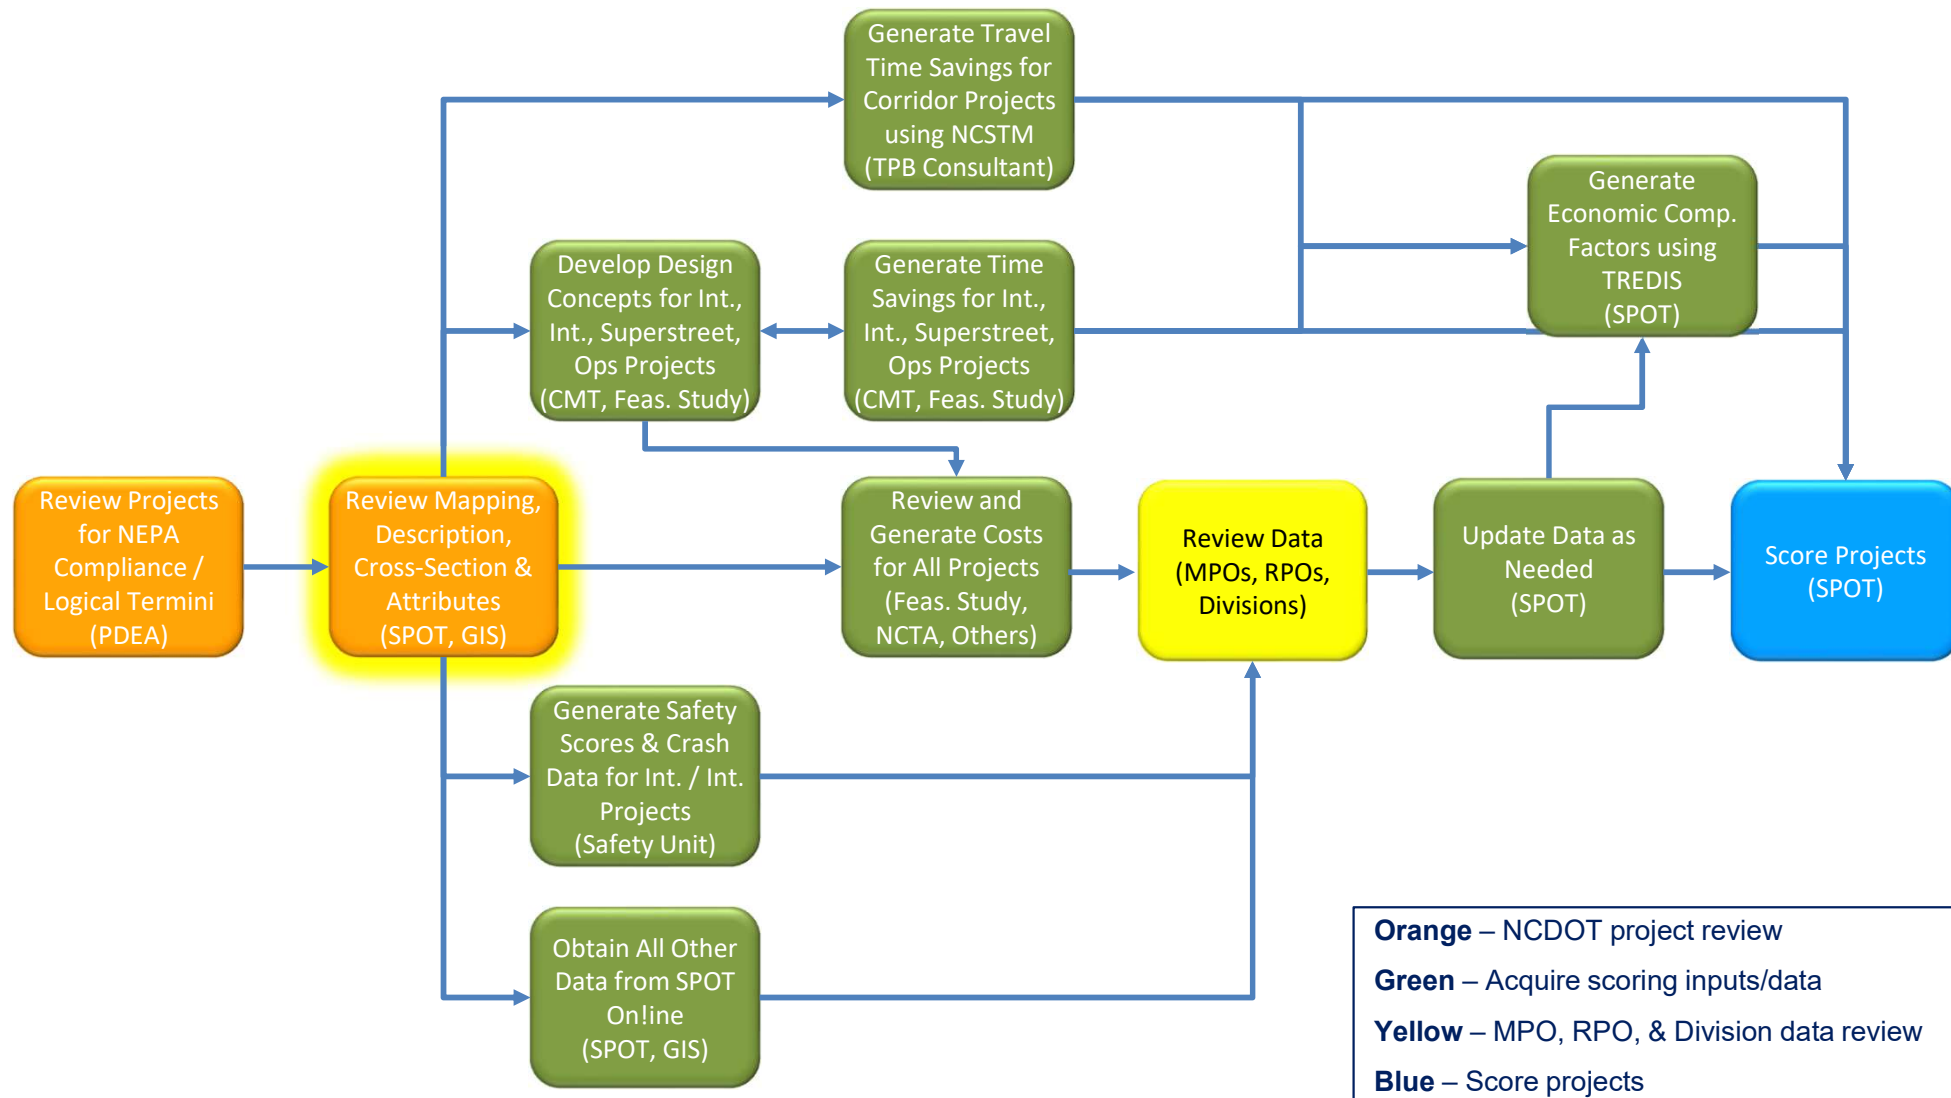 Generate Travel
Time Savings for
Corridor Projects
using NCSTM
(TPB Consultant)
Generate
Economic Comp.
Factors using
TREDIS
(SPOT)
Develop Design
Concepts for Int.,
Int., Superstreet,
Ops Projects
(CMT, Feas. Study)
Generate Time
Savings for Int.,
Int., Superstreet,
Ops Projects
(CMT, Feas. Study)
Review Projects
for NEPA
Compliance /
Logical Termini
(PDEA)
Review Mapping,
Description,
Cross-Section &
Attributes
(SPOT, GIS)
Review and
Generate Costs
for All Projects
(Feas. Study,
NCTA, Others)
Review Data
(MPOs, RPOs,
Divisions)
Update Data as
Needed
(SPOT)
Score Projects
(SPOT)
Generate Safety
Scores & Crash
Data for Int. / Int.
Projects
(Safety Unit)
Obtain All Other
Data from SPOT
On!ine
(SPOT, GIS)
Orange – NCDOT project review
Green – Acquire scoring inputs/data
Yellow – MPO, RPO, & Division data review
Blue – Score projects